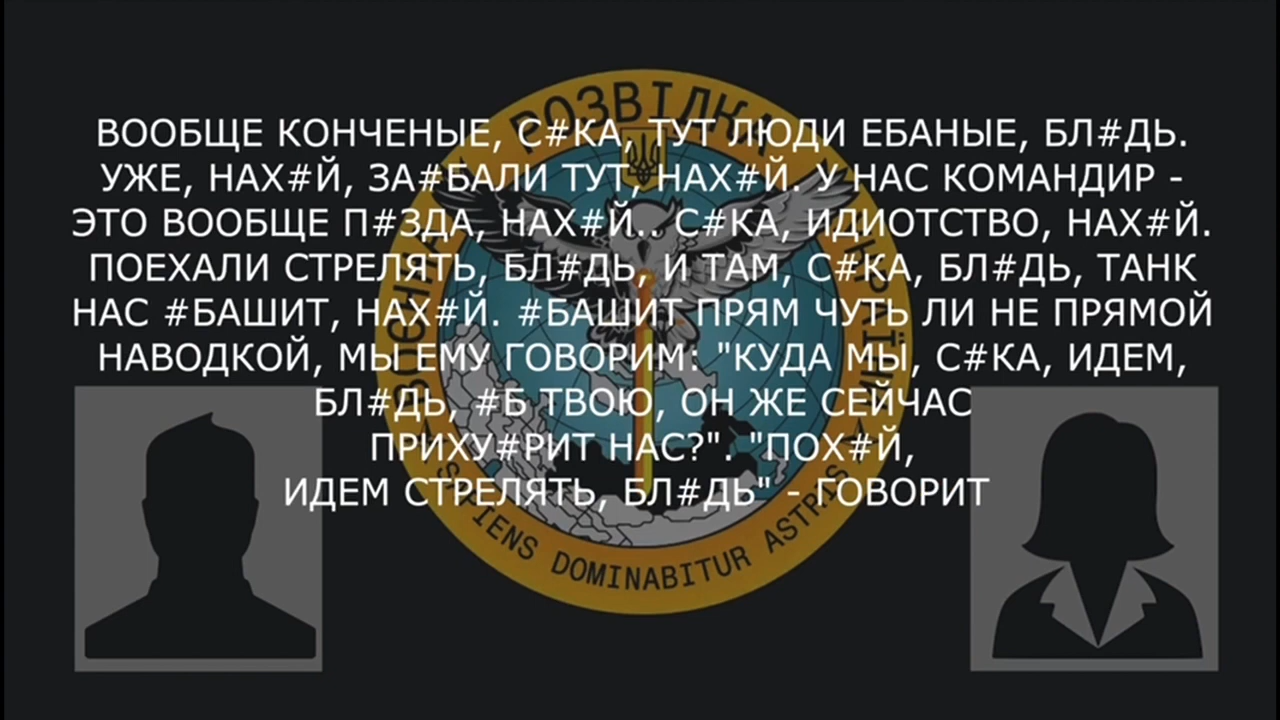 ВООБЩЕ КОНЧЕНЫЕ, С#КА, ТУТ ЛЮДИ ЕБАНЫЕ, БЛ#ДЬ.
УЖЕ, НАХ#Й, ЗА#БАЛИ ТУТ, НАХ#Й. У НАС КОМАНДИР -
ЭТО ВООБЩЕ П#ЗДА, НАХ#Й.. С#КА, ИДИОТСТВО, НАХ#Й.
ПОЕХАЛИ СТРЕЛЯТЬ, БЛ#ДЬ, И ТАМ, С#КА, БЛ#ДЬ, ТАНК
НАС #БАШИТ, НАХ#Й. #БАШИТ ПРЯМ ЧУТЬ ЛИ НЕ ПРЯМОЙ
НАВОДКОЙ, МЫ ЕМУ ГОВОРИМ: "КУДА МЫ, С#КА, ИДЕМ,
БЛ#ДЬ, #Б ТВОЮ, ОН ЖЕ СЕЙЧАС
ПРИХУ#РИТ НАС?". "ПОХ#Й,
ИДЕМ СТРЕЛЯТЬ, БЛ#ДЬ" - ГОВОРИТ
РОЗВІДКА
SAPIENS DOMINABITUR ASTRIS